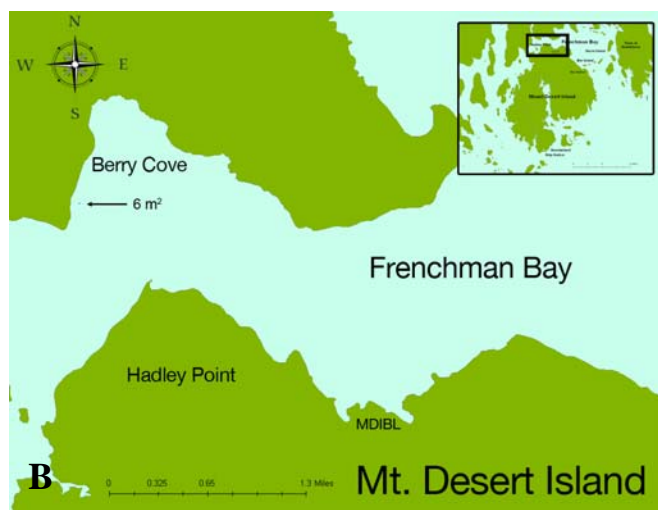 N
W E
S
Berry Cove
6 m²
Frenchman Bay
Frenchman Bay
Mount Desert Island
Hadley Point
MDIBL
B
0 0.325 0.65 1.3 Miles
Mt. Desert Island